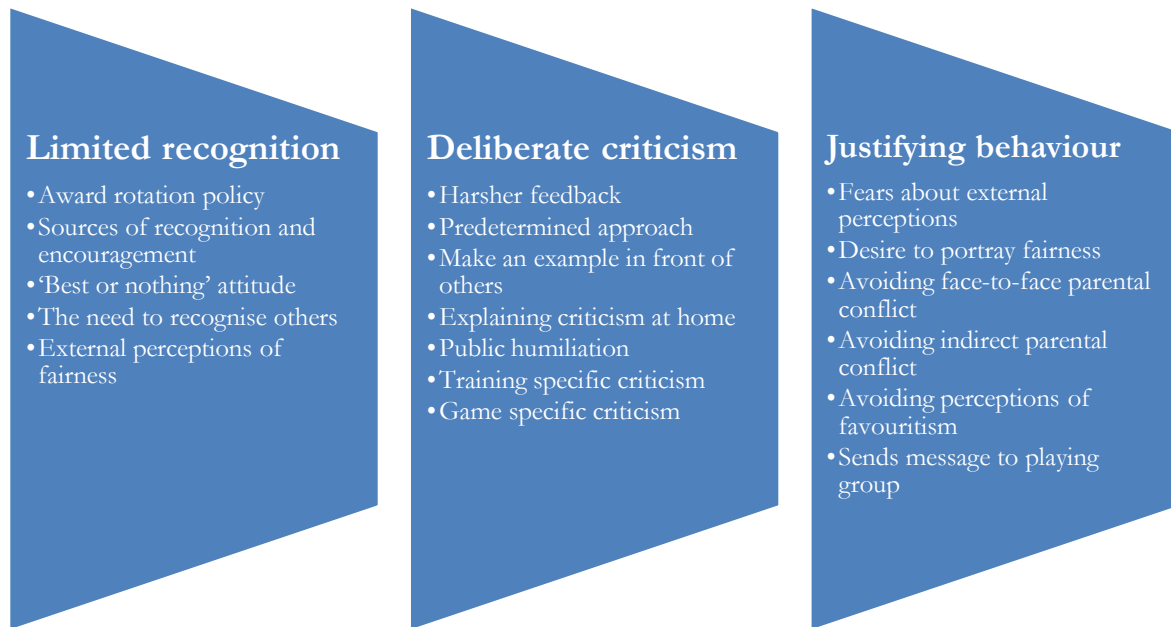 Limited recognition
•Award rotation policy
•Sources of recognition and
encouragement
•‘Best or nothing’ attitude
•The need to recognise others
•External perceptions of
fairness
Deliberate criticism
•Harsher feedback
•Predetermined approach
•Make an example in front of
others
•Explaining criticism at home
•Public humiliation
•Training specific criticism
•Game specific criticism
Justifying behaviour
•Fears about external
perceptions
•Desire to portray fairness
•Avoiding face-to-face parental
conflict
•Avoiding indirect parental
conflict
•Avoiding perceptions of
favouritism
•Sends message to playing
group